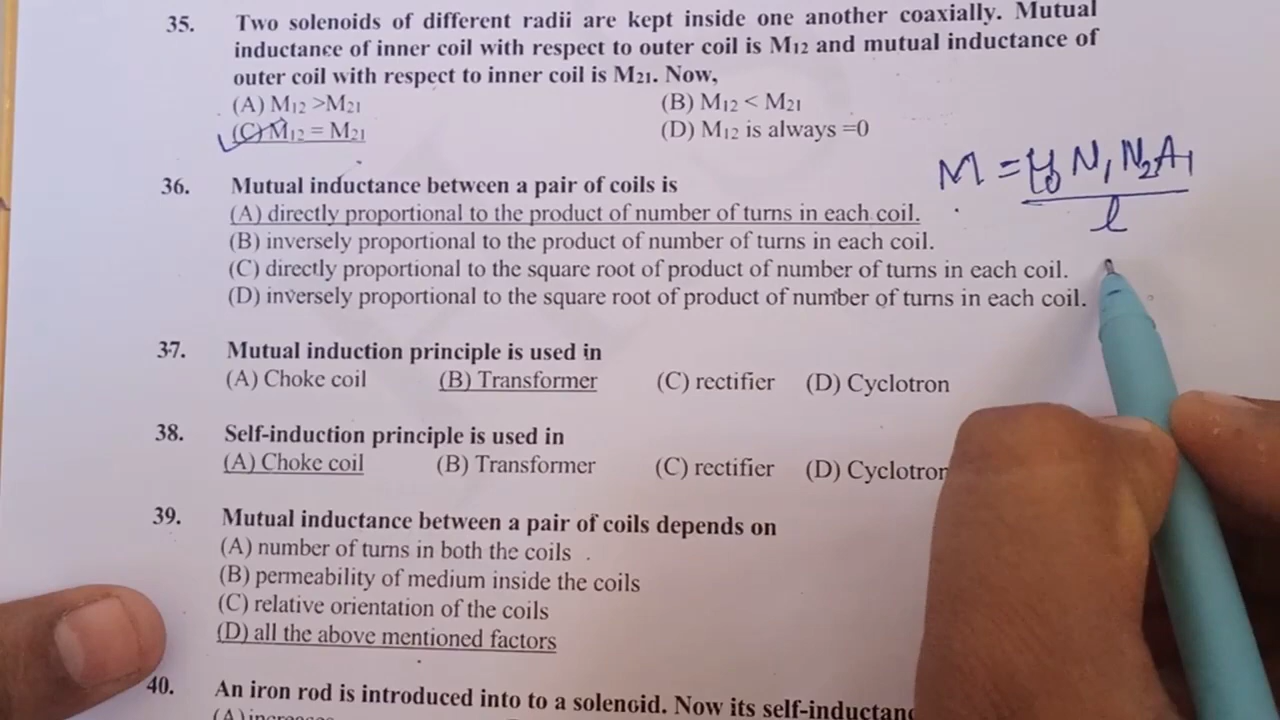 35. Two solenoids of different radii are kept inside one another coaxially. Mutual
inductance of inner coil with respect to outer coil is M12 and mutual inductance of
outer coil with respect to inner coil is M21. Now,
(A) M12 >M21 (B) M12 < M21
(C) M12 = M21 (D) M12 is always =0
M = μ0 N1 N2 A1
l
36. Mutual inductance between a pair of coils is
(A) directly proportional to the product of number of turns in each coil.
(B) inversely proportional to the product of number of turns in each coil.
(C) directly proportional to the square root of product of number of turns in each coil.
(D) inversely proportional to the square root of product of number of turns in each coil.
37. Mutual induction principle is used in
(A) Choke coil (B) Transformer (C) rectifier (D) Cyclotron
38. Self-induction principle is used in
(A) Choke coil (B) Transformer (C) rectifier (D) Cyclotron
39. Mutual inductance between a pair of coils depends on
(A) number of turns in both the coils
(B) permeability of medium inside the coils
(C) relative orientation of the coils
(D) all the above mentioned factors
40. An iron rod is introduced into to a solenoid. Now its self-inductan
(A)